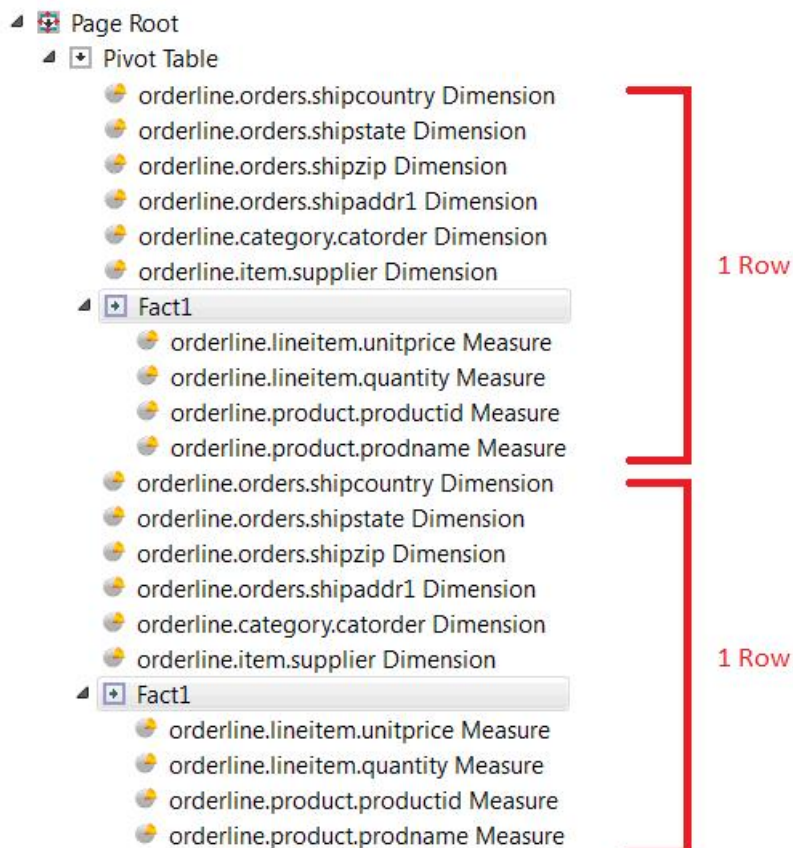 Page Root
Pivot Table
orderline.orders.shipcountry Dimension
orderline.orders.shipstate Dimension
orderline.orders.shipzip Dimension
orderline.orders.shipaddr1 Dimension
orderline.category.catorder Dimension
orderline.item.supplier Dimension
1 Row
Fact1
orderline.lineitem.unitprice Measure
orderline.lineitem.quantity Measure
orderline.product.productid Measure
orderline.product.prodname Measure
orderline.orders.shipcountry Dimension
orderline.orders.shipstate Dimension
orderline.orders.shipzip Dimension
orderline.orders.shipaddr1 Dimension
orderline.category.catorder Dimension
orderline.item.supplier Dimension
1 Row
Fact1
orderline.lineitem.unitprice Measure
orderline.lineitem.quantity Measure
orderline.product.productid Measure
orderline.product.prodname Measure